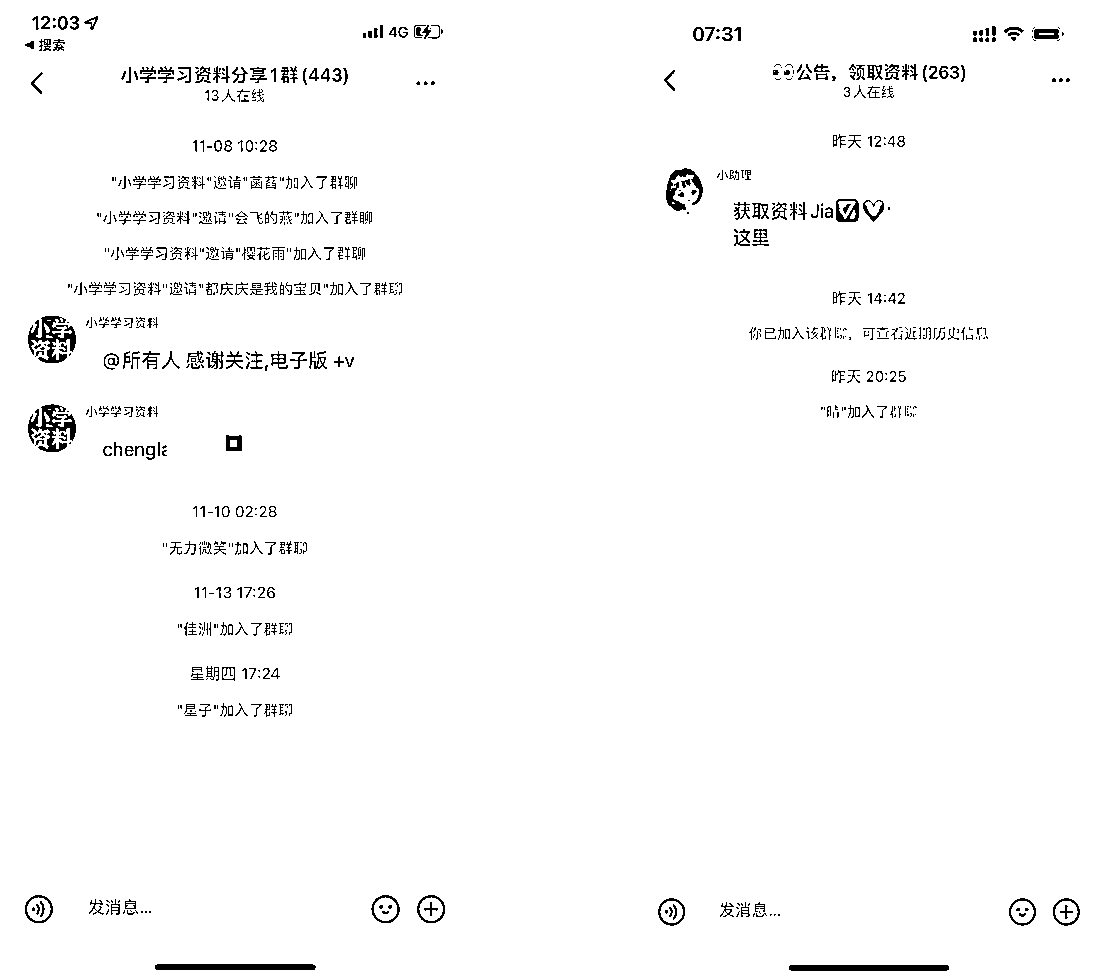 12:03
搜索
4G
小学学习资料分享1群(443)
13人在线
11-08 10:28
"小学学习资料"邀请"菡萏"加入了群聊
"小学学习资料"邀请"会飞的燕"加入了群聊
"小学学习资料"邀请"樱花雨"加入了群聊
"小学学习资料"邀请"都庆庆是我的宝贝"加入了群聊
小学学习资料
小学
资料
@所有人 感谢关注,电子版 +v
小学学习资料
小学
资料
chengla
11-10 02:28
"无力微笑"加入了群聊
11-13 17:26
"佳洲"加入了群聊
星期四 17:24
"星子"加入了群聊
发消息...
07:31
👀公告，领取资料(263)
3人在线
昨天 12:48
小助理
获取资料Jia
这里
昨天 14:42
你已加入该群聊，可查看近期历史信息
昨天 20:25
"晴"加入了群聊
发消息...